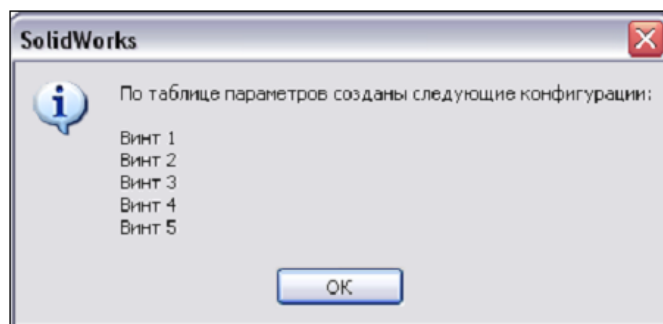 SolidWorks
По таблице параметров созданы следующие конфигурации:
Винт 1
Винт 2
Винт 3
Винт 4
Винт 5
OK